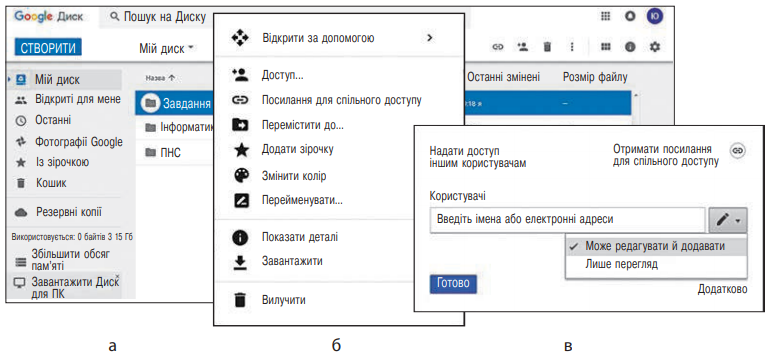 Google Диск
Пошук на Диску
Ю
СТВОРИТИ
Мій диск
Мій диск
Відкриті для мене
Останні
Фотографії Google
Із зірочкою
Кошик
Резервні копії
Використовується: 0 байтів З 15 Гб
Збільшити обсяг
пам'яті
Завантажити Диск
для ПК
Назва
Завдання
Інформатик
ПНС
Останні змінені
Розмір файлу
–
Відкрити за допомогою
Доступ...
Посилання для спільного доступу
Перемістити до...
Додати зірочку
Змінити колір
Перейменувати...
Показати деталі
Завантажити
Вилучити
Надати доступ
іншим користувачам
Отримати посилання
для спільного доступу
Користувачі
Введіть імена або електронні адреси
Може редагувати й додавати
Лише перегляд
Готово
Додатково
а
б
в